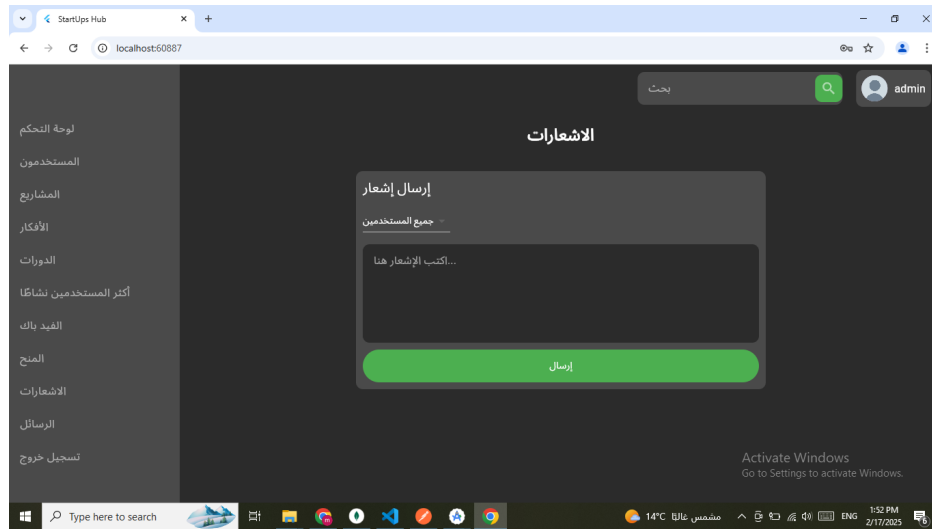 StartUps Hub
localhost:60887
بحث
admin
لوحة التحكم
المستخدمون
المشاريع
الأفكار
الدورات
أكثر المستخدمين نشاطًا
الفيد باك
المنح
الاشعارات
الرسائل
تسجيل خروج
الاشعارات
إرسال إشعار
جميع المستخدمين
...اكتب الإشعار هنا
إرسال
Activate Windows
Go to Settings to activate Windows.
Type here to search
14°C مشمس غالبًا
ENG
1:52 PM
2/17/2025